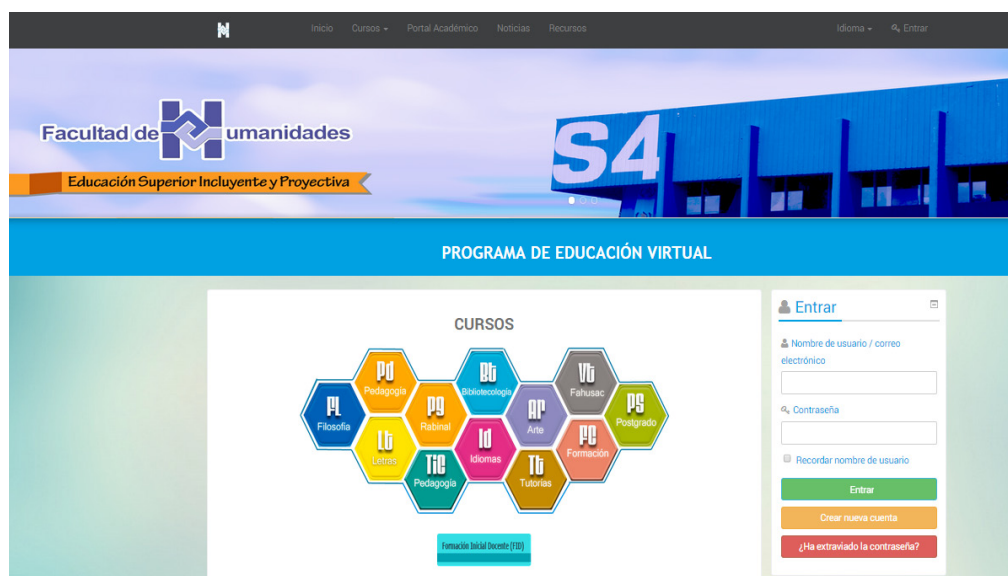 Inicio Cursos Portal Académico Noticias Recursos Idioma Entrar
Facultad de Humanidades
Educación Superior Incluyente y Proyectiva
S4
PROGRAMA DE EDUCACIÓN VIRTUAL
CURSOS
Pd
Pedagogía
Bt
Bibliotecología
Vt
Fahusac
FL
Filosofía
Pg
Rabinal
AP
Arte
PS
Postgrado
Lt
Letras
Id
Idiomas
FC
Formación
TiC
Pedagogía
Tt
Tutorias
Formación Inicial Docente (FID)
Entrar
Nombre de usuario / correo
electrónico
Contraseña
Recordar nombre de usuario
Entrar
Crear nueva cuenta
¿Ha extraviado la contraseña?